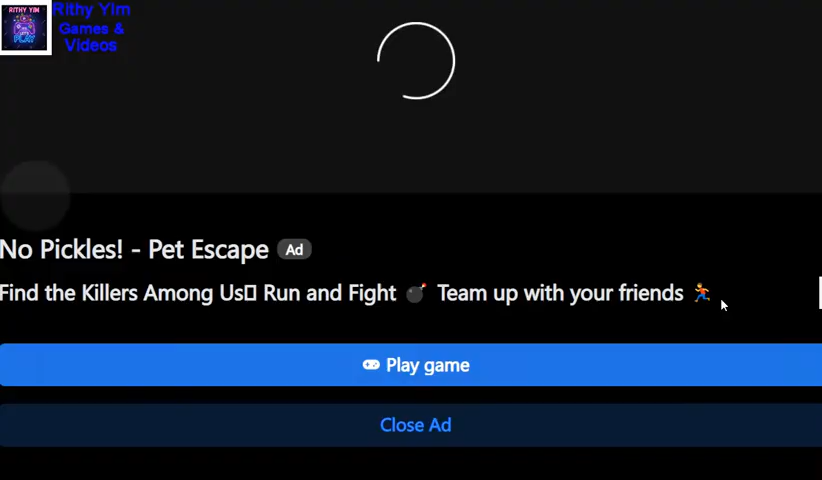 RITHY YIM
PLAY
Rithy Yim
Games &
Videos
No Pickles! - Pet Escape Ad
Find the Killers Among Us▯ Run and Fight 💣 Team up with your friends 🏃
🎮 Play game
Close Ad